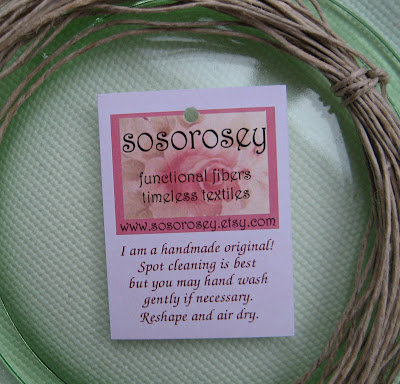 sosorosey
functional fibers
timeless textiles
www.sosorosey.etsy.com
I am a handmade original!
Spot cleaning is best
but you may hand wash
gently if necessary.
Reshape and air dry.